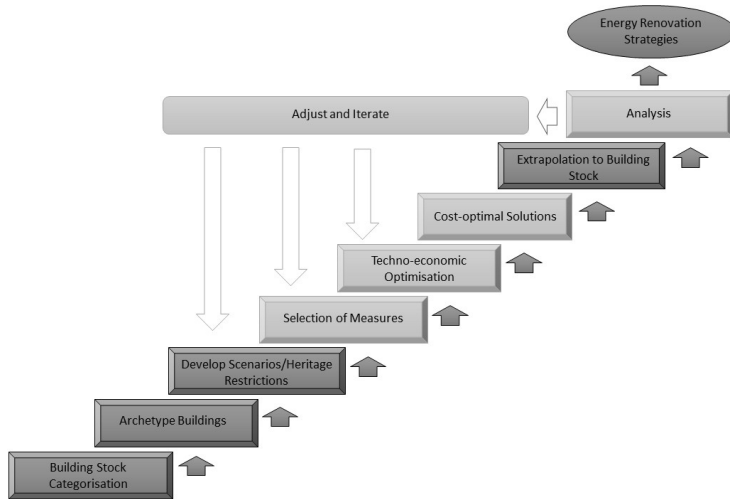 Energy Renovation
Strategies
Adjust and Iterate
Analysis
Extrapolation to Building
Stock
Cost-optimal Solutions
Techno-economic
Optimisation
Selection of Measures
Develop Scenarios/Heritage
Restrictions
Archetype Buildings
Building Stock
Categorisation